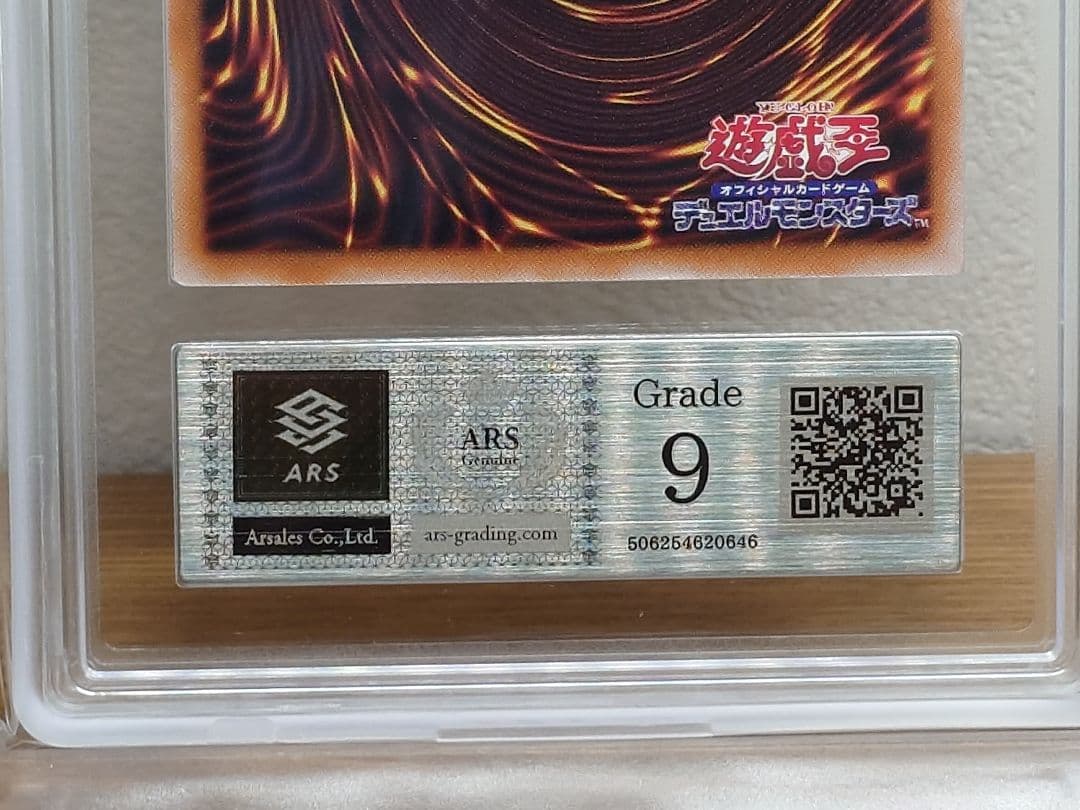 YU-GI-OH!
遊戯王
オフィシャルカードゲーム
デュエルモンスターズ™
ARS
Arsales Co.,Ltd.
ARS
Genuine
ars-grading.com
Grade
9
506254620646